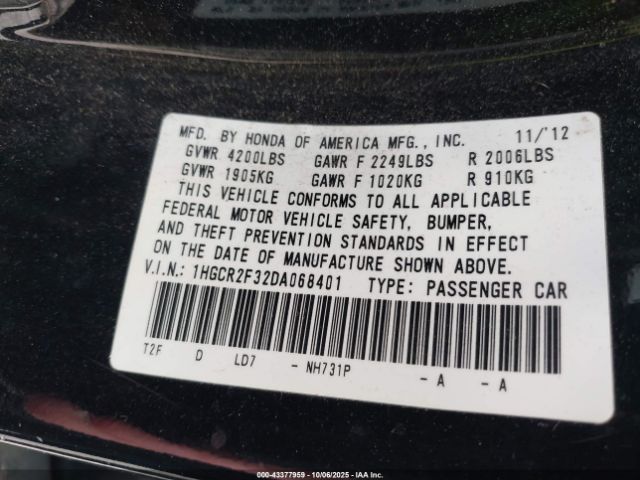 MFD. BY HONDA OF AMERICA MFG., INC. 11/'12
GVWR 4200LBS GAWR F 2249LBS R 2006LBS
GVWR 1905KG GAWR F 1020KG R 910KG
THIS VEHICLE CONFORMS TO ALL APPLICABLE
FEDERAL MOTOR VEHICLE SAFETY, BUMPER,
AND THEFT PREVENTION STANDARDS IN EFFECT
ON THE DATE OF MANUFACTURE SHOWN ABOVE.
V.I.N.: 1HGCR2F32DA068401 TYPE: PASSENGER CAR
T2F D LD7 - NH731P - A - A
000-43377959 | 10/06/2025 | IAA Inc.